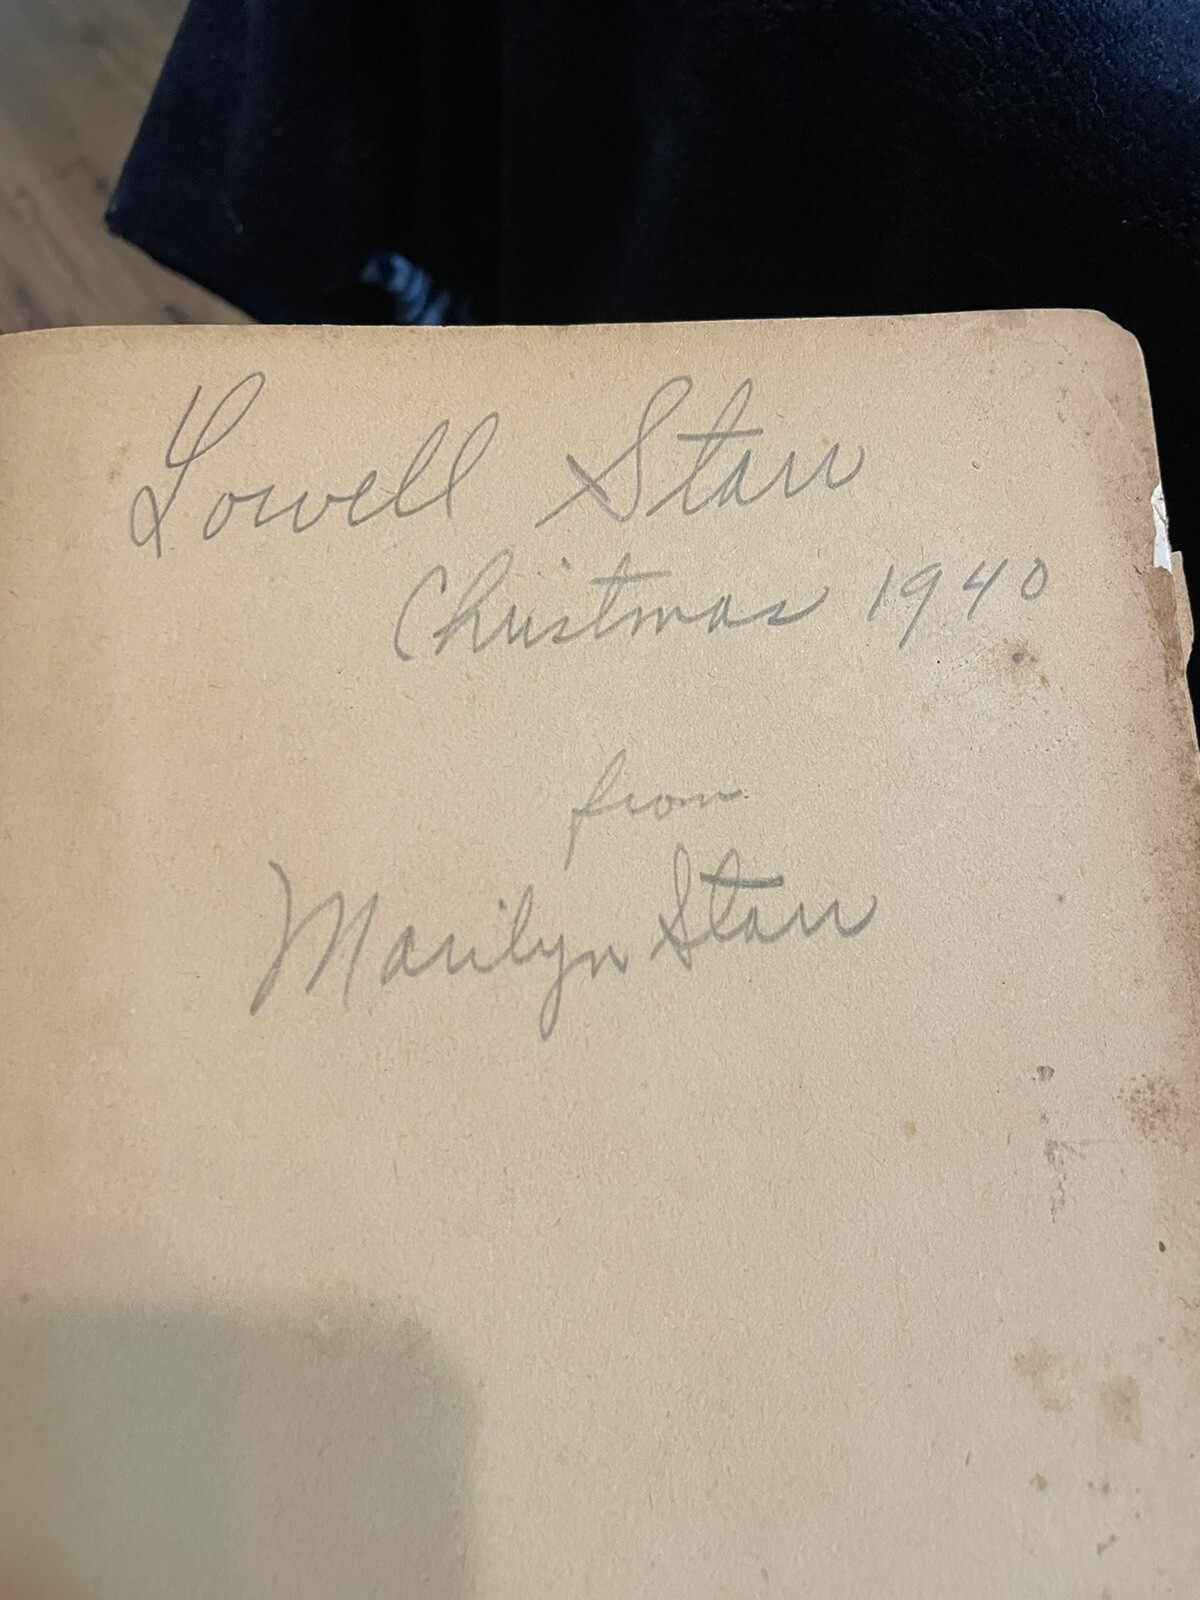 Lowell Starr
Christmas 1940
from
Marilyn Starr